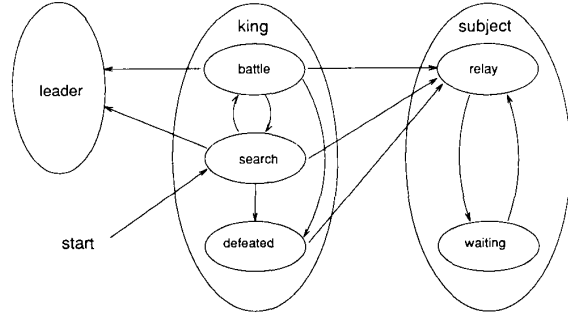 king
subject
battle
relay
leader
search
start
defeated
waiting